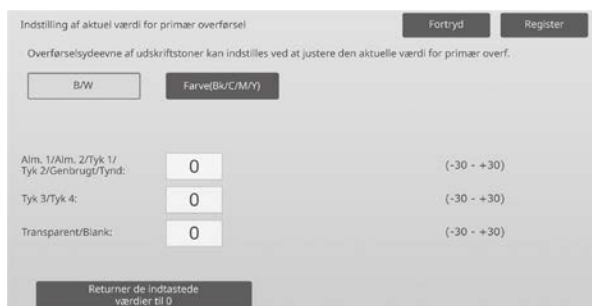 Indstilling af aktuel værdi for primær overførsel
Fortryd
Register
Overførselsydeevne af udskriftstoner kan indstilles ved at justere den aktuelle værdi for primær overf.
B/W
Farve(Bk/C/M/Y)
Alm. 1/Alm. 2/Tyk 1/
Tyk 2/Genbrugt/Tynd:
0
(-30 - +30)
Tyk 3/Tyk 4:
0
(-30 - +30)
Transparent/Blank:
0
(-30 - +30)
Returner de indtastede
værdier til 0